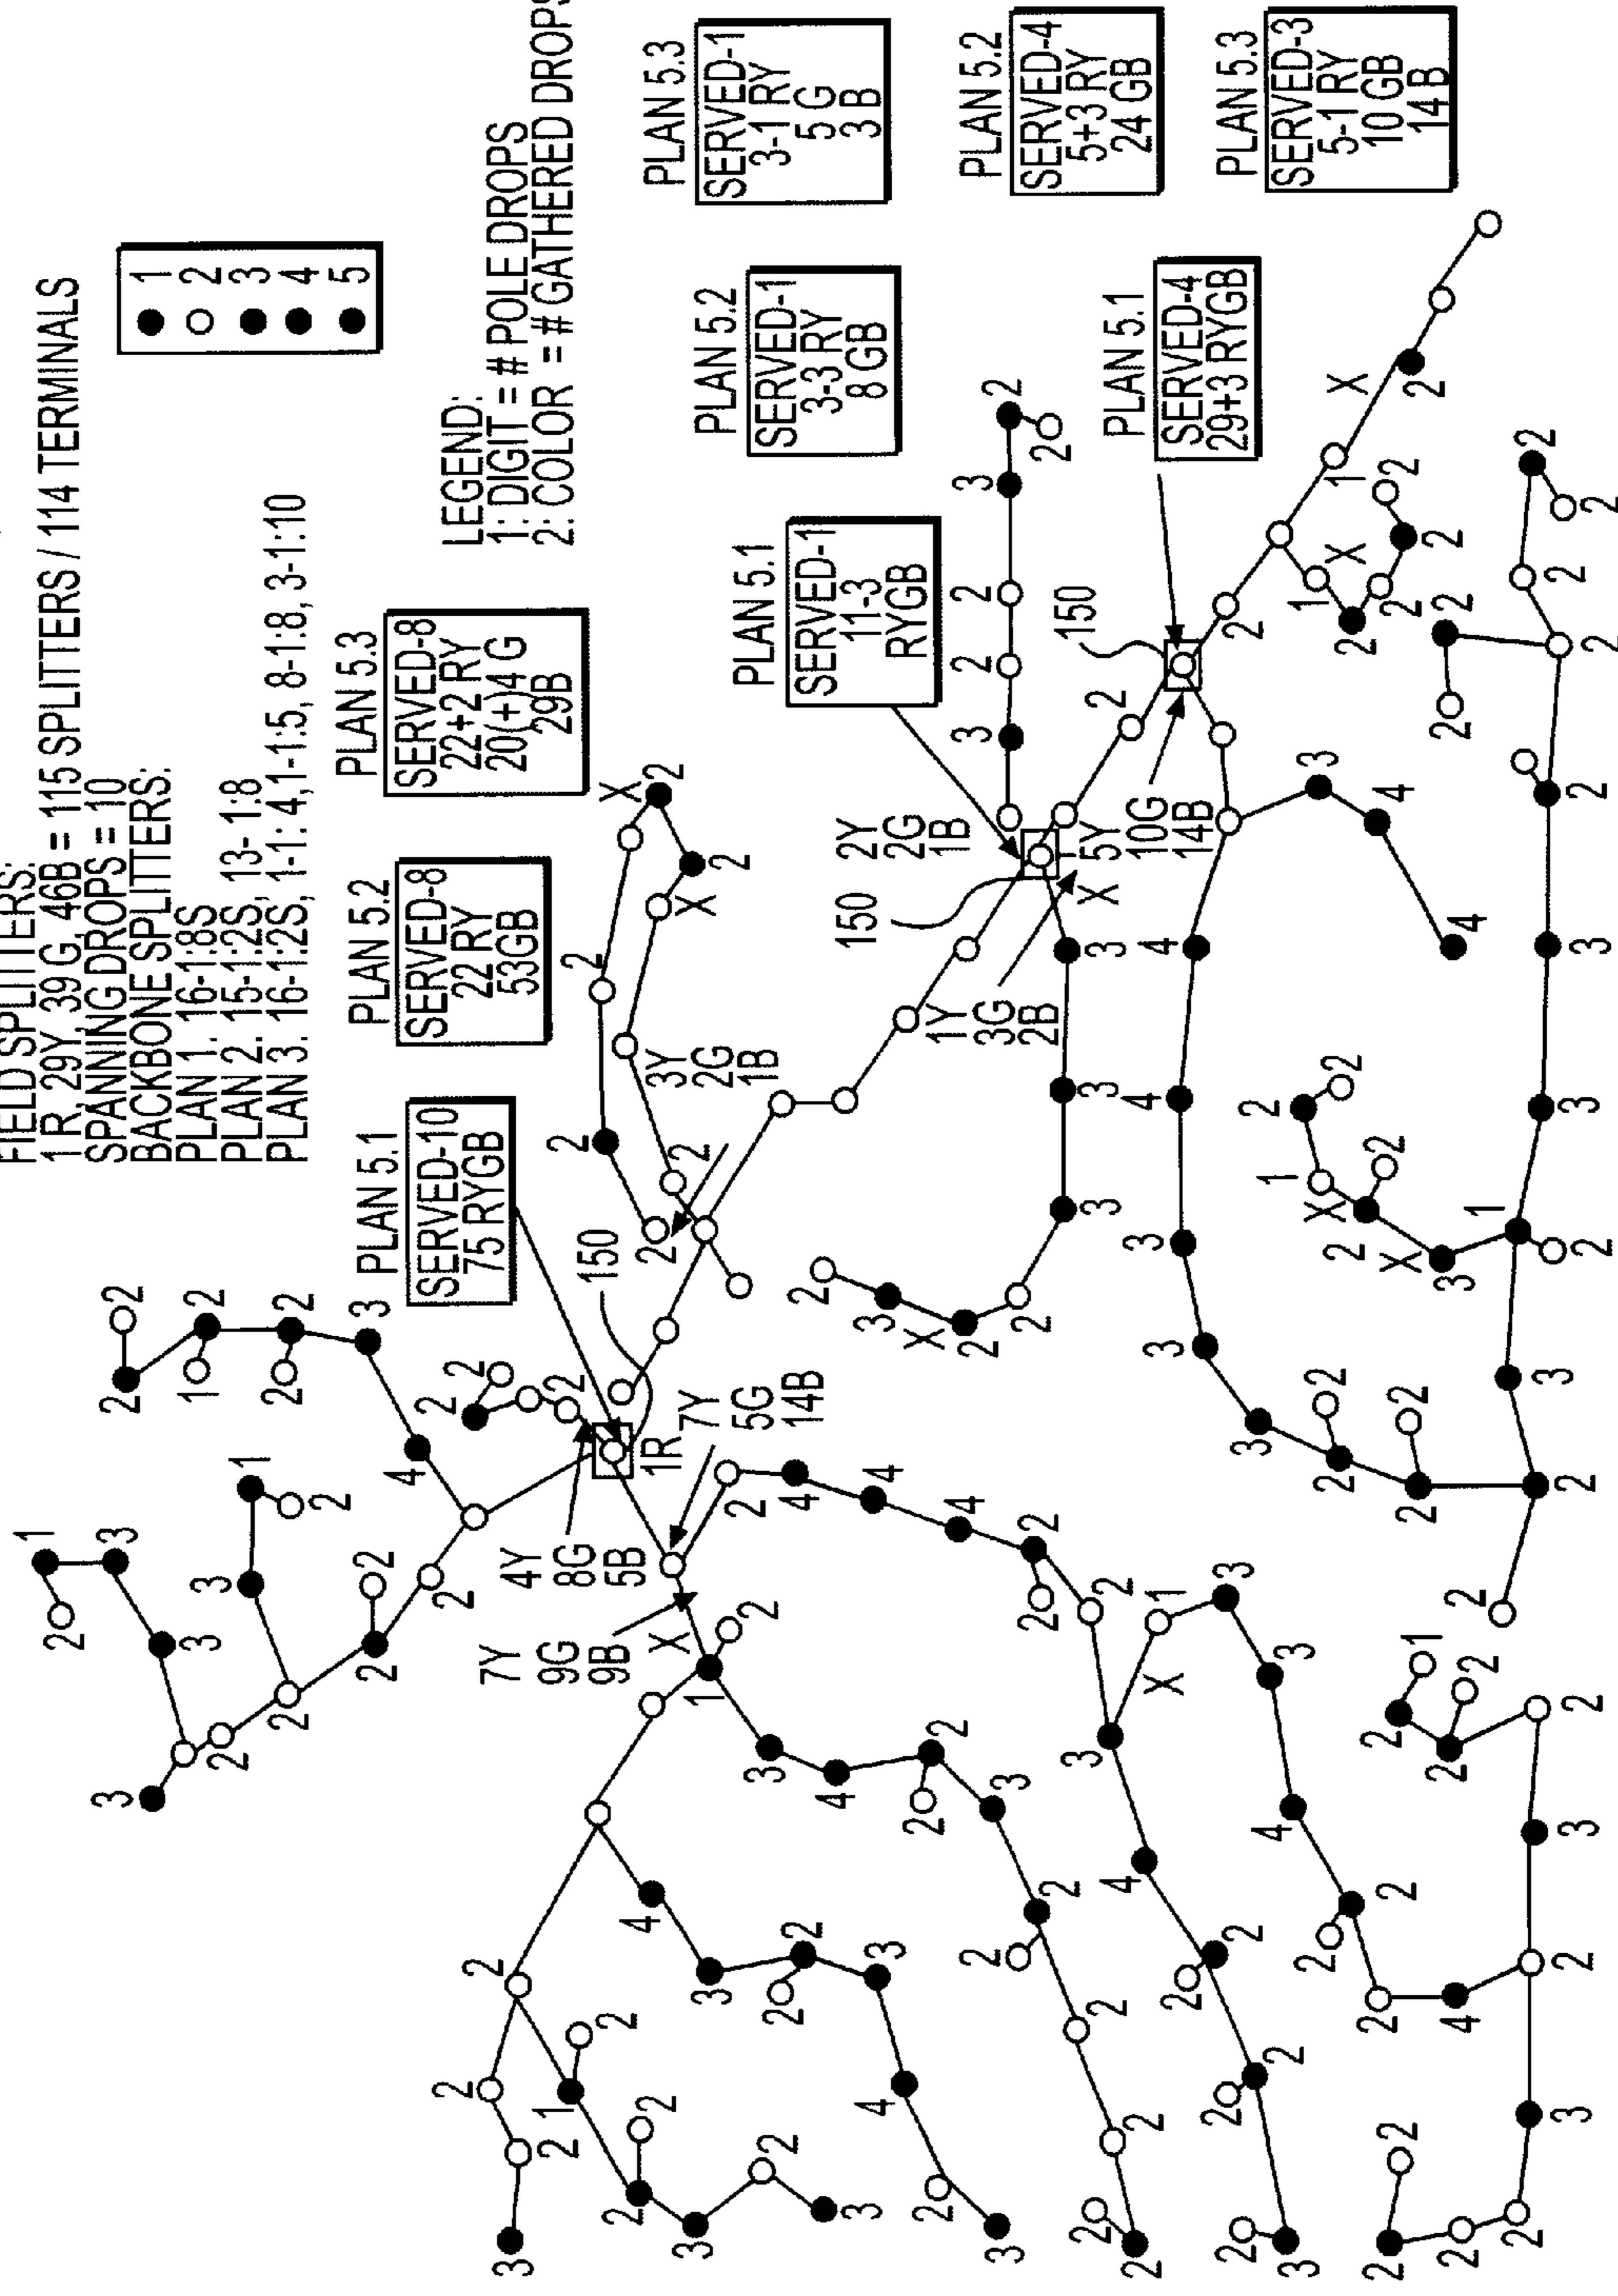 FIELD SPLITTERS:
1 R, 29Y, 39 G, 46B = 115 SPLITTERS / 114 TERMINALS
SPANNING DROPS = 10
BACKBONE SPLITTERS:
PLAN 1. 16-1:8S
PLAN 2. 15-1:2S, 13- 1:8
PLAN 3. 16-1:2S, 1-1: 4,1-1:5, 8-1:8, 3-1:10
1
2
3
4
5
LEGEND:
1: DIGIT = # POLE DROPS
2: COLOR = # GATHERED DROPS
PLAN 5.1
SERVED-10
75 RYGB
PLAN 5.2
SERVED-8
22 RY
53GB
PLAN 5.3
SERVED-8
22+2 RY
20(+)4 G
29B
PLAN 5.1
SERVED-1
11-3
RYGB
PLAN 5.2
SERVED-1
3-3 RY
8 GB
PLAN 5.3
SERVED-1
3-1 RY
5 G
3 B
PLAN 5.1
SERVED-4
29+3 RYGB
PLAN 5.2
SERVED-4
5+3 RY
24 GB
PLAN 5.3
SERVED-3
5-1 RY
10 GB
14 B
150
150
150
4Y
8G
5B
7Y
9G
9B
1R
7Y
5G
14B
3Y
2G
1B
1Y
3G
2B
2Y
2G
1B
5Y
10G
14B